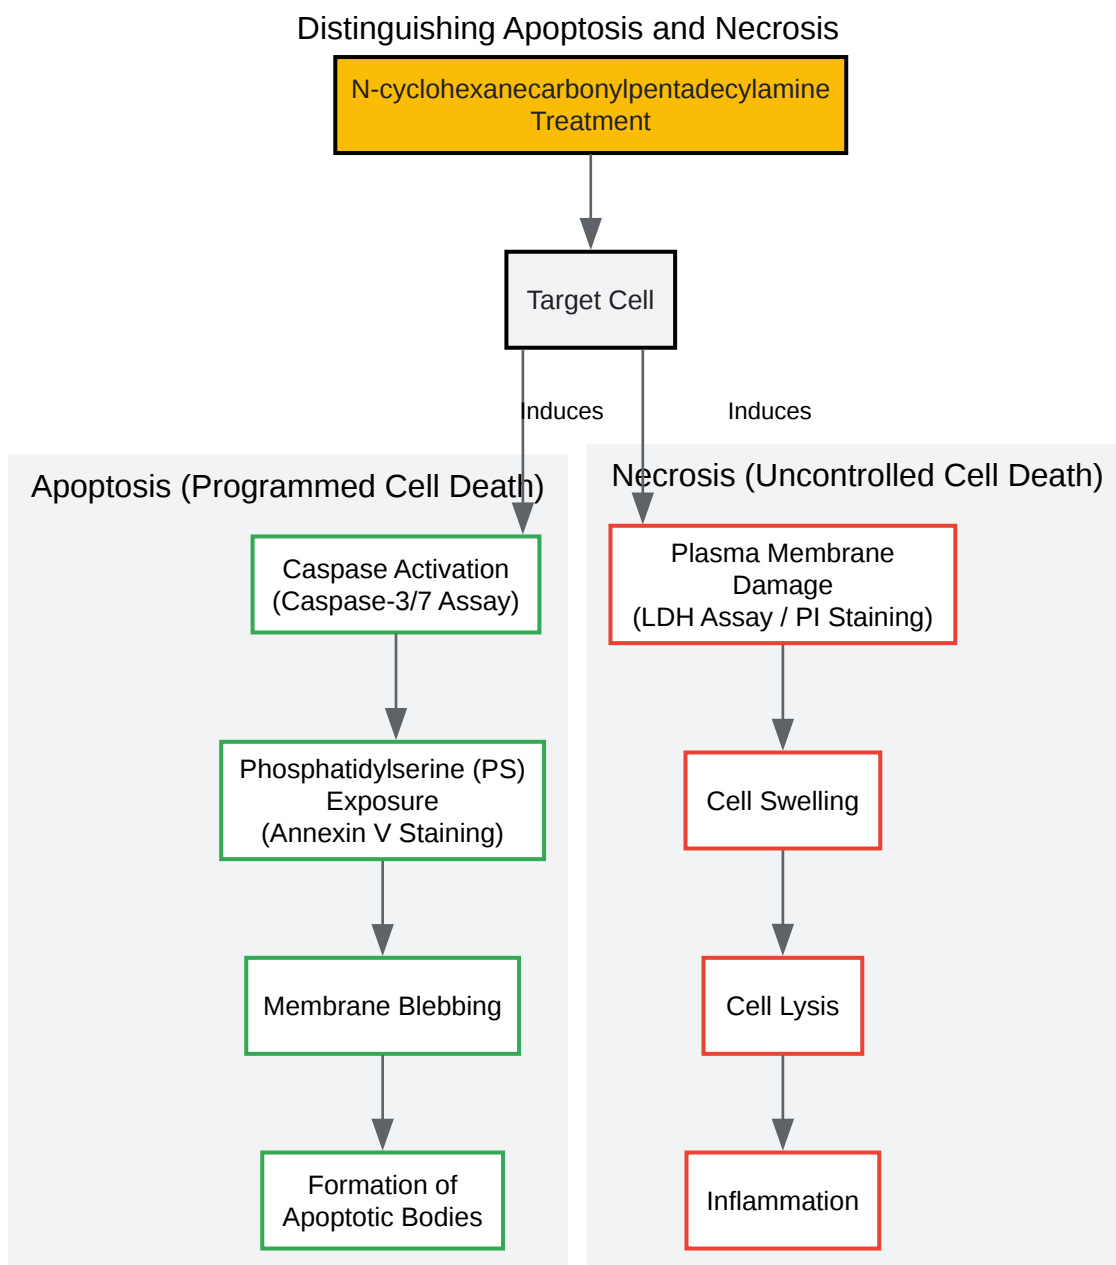 Distinguishing Apoptosis and Necrosis
N-cyclohexanecarbonylpentadecylamine
Treatment
Target Cell
Induces
Induces
Apoptosis (Programmed Cell Death)
Caspase Activation
(Caspase-3/7 Assay)
Phosphatidylserine (PS)
Exposure
(Annexin V Staining)
Membrane Blebbing
Formation of
Apoptotic Bodies
Necrosis (Uncontrolled Cell Death)
Plasma Membrane
Damage
(LDH Assay / PI Staining)
Cell Swelling
Cell Lysis
Inflammation